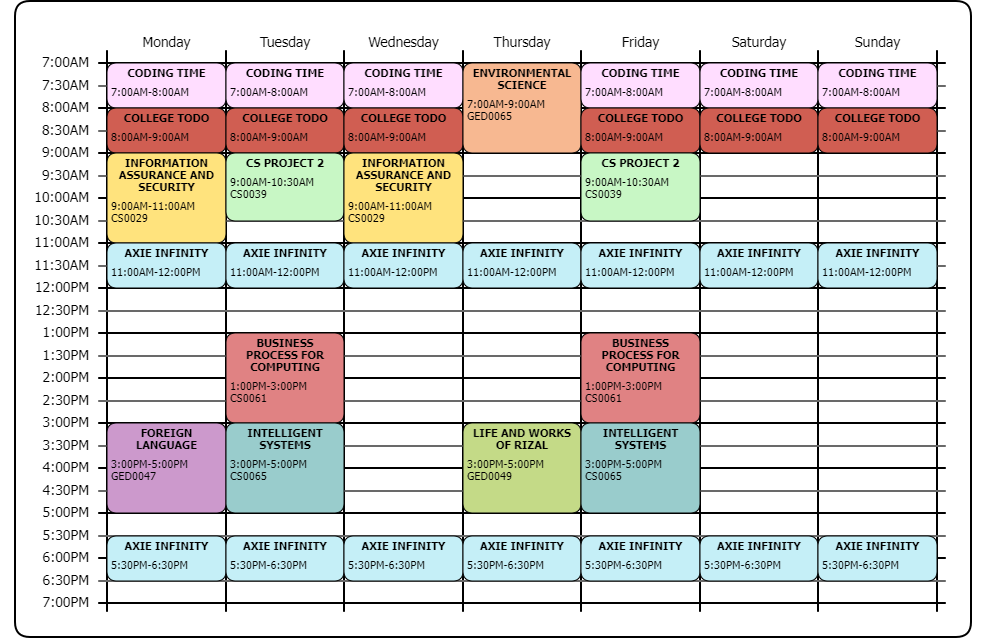 Monday Tuesday Wednesday Thursday Friday Saturday Sunday
7:00AM
7:30AM
8:00AM
8:30AM
9:00AM
9:30AM
10:00AM
10:30AM
11:00AM
11:30AM
12:00PM
12:30PM
1:00PM
1:30PM
2:00PM
2:30PM
3:00PM
3:30PM
4:00PM
4:30PM
5:00PM
5:30PM
6:00PM
6:30PM
7:00PM
CODING TIME
7:00AM-8:00AM
COLLEGE TODO
8:00AM-9:00AM
INFORMATION
ASSURANCE AND
SECURITY
9:00AM-11:00AM
CS0029
AXIE INFINITY
11:00AM-12:00PM
FOREIGN
LANGUAGE
3:00PM-5:00PM
GED0047
AXIE INFINITY
5:30PM-6:30PM
CODING TIME
7:00AM-8:00AM
COLLEGE TODO
8:00AM-9:00AM
CS PROJECT 2
9:00AM-10:30AM
CS0039
AXIE INFINITY
11:00AM-12:00PM
BUSINESS
PROCESS FOR
COMPUTING
1:00PM-3:00PM
CS0061
INTELLIGENT
SYSTEMS
3:00PM-5:00PM
CS0065
AXIE INFINITY
5:30PM-6:30PM
CODING TIME
7:00AM-8:00AM
COLLEGE TODO
8:00AM-9:00AM
INFORMATION
ASSURANCE AND
SECURITY
9:00AM-11:00AM
CS0029
AXIE INFINITY
11:00AM-12:00PM
AXIE INFINITY
5:30PM-6:30PM
ENVIRONMENTAL
SCIENCE
7:00AM-9:00AM
GED0065
AXIE INFINITY
11:00AM-12:00PM
LIFE AND WORKS
OF RIZAL
3:00PM-5:00PM
GED0049
AXIE INFINITY
5:30PM-6:30PM
CODING TIME
7:00AM-8:00AM
COLLEGE TODO
8:00AM-9:00AM
CS PROJECT 2
9:00AM-10:30AM
CS0039
AXIE INFINITY
11:00AM-12:00PM
BUSINESS
PROCESS FOR
COMPUTING
1:00PM-3:00PM
CS0061
INTELLIGENT
SYSTEMS
3:00PM-5:00PM
CS0065
AXIE INFINITY
5:30PM-6:30PM
CODING TIME
7:00AM-8:00AM
COLLEGE TODO
8:00AM-9:00AM
AXIE INFINITY
11:00AM-12:00PM
AXIE INFINITY
5:30PM-6:30PM
CODING TIME
7:00AM-8:00AM
COLLEGE TODO
8:00AM-9:00AM
AXIE INFINITY
11:00AM-12:00PM
AXIE INFINITY
5:30PM-6:30PM